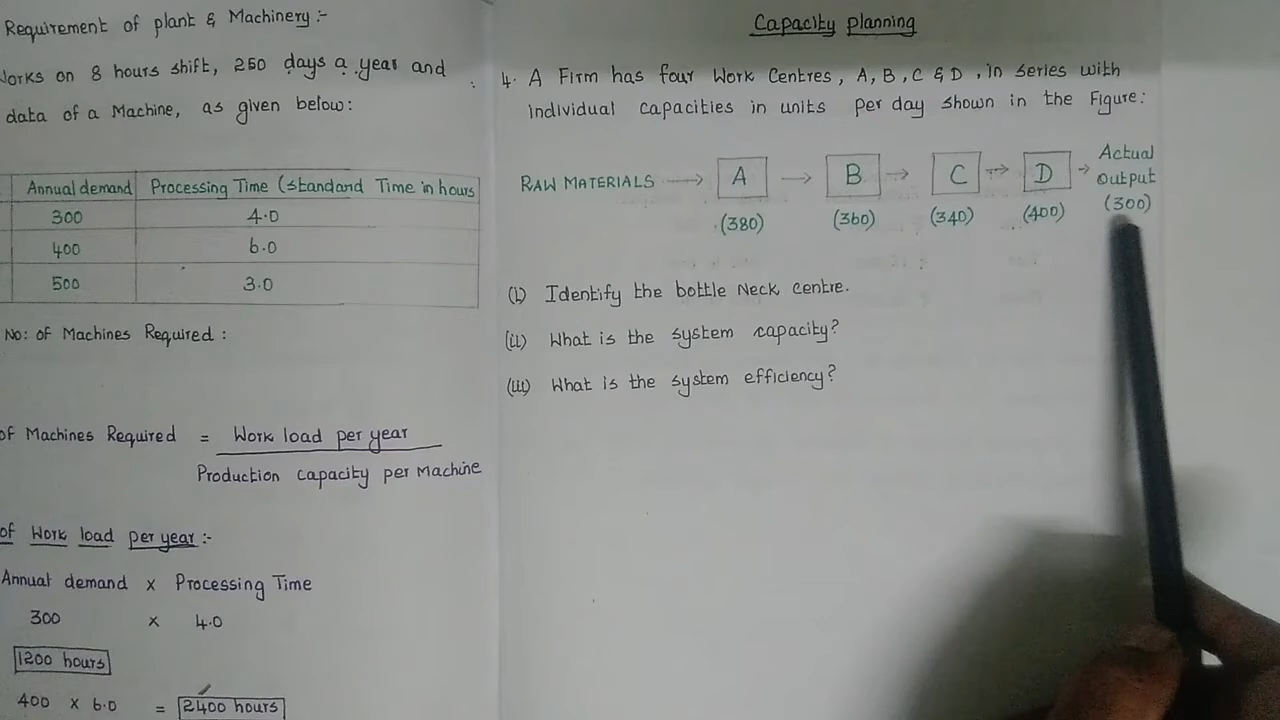 Requirement of plant & Machinery :-
Works on 8 hours shift, 250 days a year and
data of a Machine, as given below:
Annual demand Processing Time (Standard Time in hours
300 4.0
400 6.0
500 3.0
No: of Machines Required :
of Machines Required = Work load per year
Production capacity per Machine
of Work load per year :-
Annual demand x Processing Time
300 x 4.0
1200 hours
400 x 6.0 = 2400 hours
Capacity planning
4. A Firm has four Work Centres, A, B, C & D, in series with
individual capacities in units per day shown in the Figure:
RAW MATERIALS → A → B → C → D → Actual output
(380) (360) (340) (400) (300)
(i) Identify the bottle Neck centre.
(ii) What is the system capacity?
(iii) What is the system efficiency?